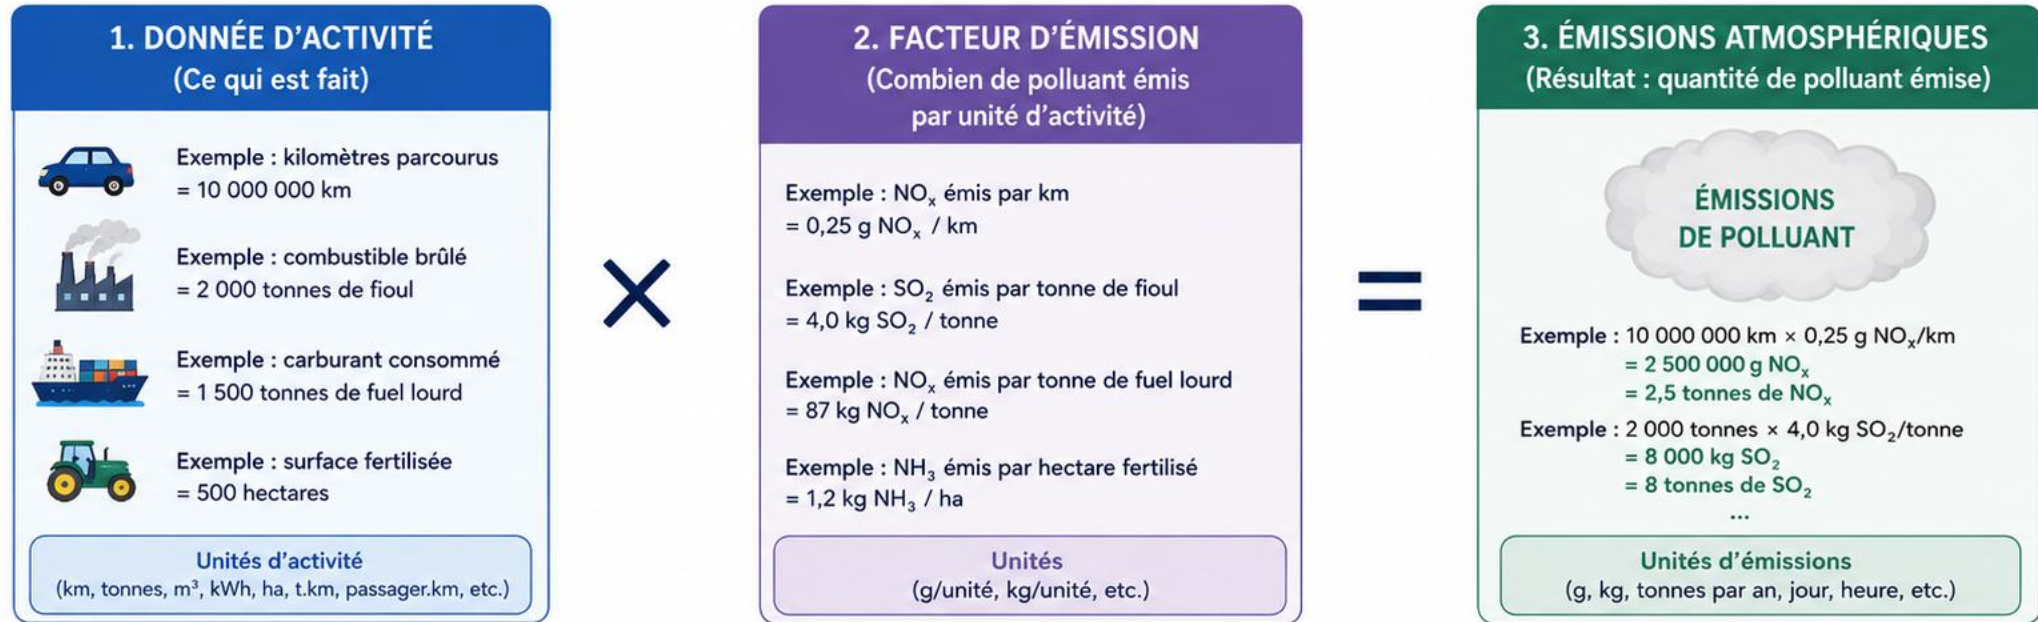 1. DONNÉE D’ACTIVITÉ
(Ce qui est fait)
Exemple : kilomètres parcourus
= 10 000 000 km
Exemple : combustible brûlé
= 2 000 tonnes de fioul
Exemple : carburant consommé
= 1 500 tonnes de fuel lourd
Exemple : surface fertilisée
= 500 hectares
Unités d’activité
(km, tonnes, m³, kWh, ha, t.km, passager.km, etc.)
×
2. FACTEUR D’ÉMISSION
(Combien de polluant émis
par unité d’activité)
Exemple : NOₓ émis par km
= 0,25 g NOₓ / km
Exemple : SO₂ émis par tonne de fioul
= 4,0 kg SO₂ / tonne
Exemple : NOₓ émis par tonne de fuel lourd
= 87 kg NOₓ / tonne
Exemple : NH₃ émis par hectare fertilisé
= 1,2 kg NH₃ / ha
Unités
(g/unité, kg/unité, etc.)
=
3. ÉMISSIONS ATMOSPHÉRIQUES
(Résultat : quantité de polluant émise)
ÉMISSIONS
DE POLLUANT
Exemple : 10 000 000 km × 0,25 g NOₓ/km
= 2 500 000 g NOₓ
= 2,5 tonnes de NOₓ
Exemple : 2 000 tonnes × 4,0 kg SO₂/tonne
= 8 000 kg SO₂
= 8 tonnes de SO₂
...
Unités d’émissions
(g, kg, tonnes par an, jour, heure, etc.)